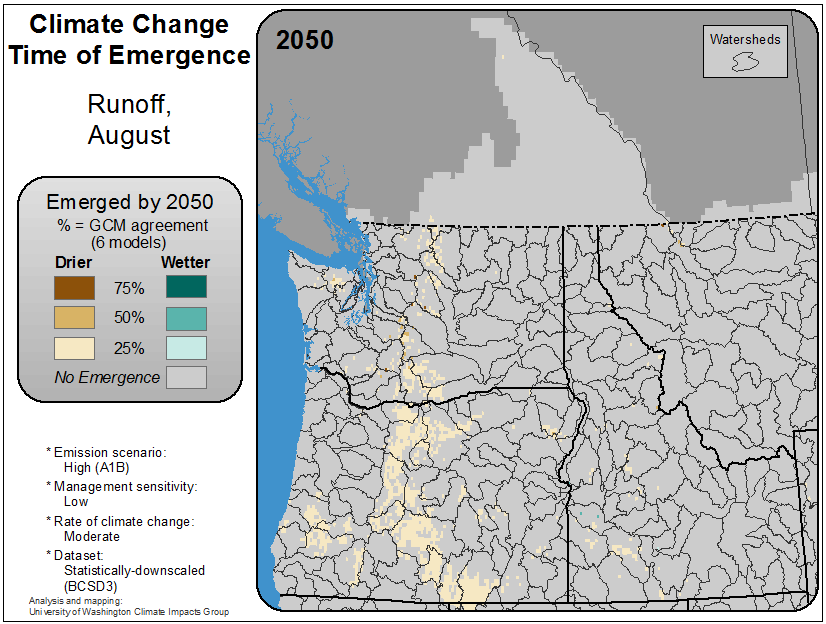 Climate Change
Time of Emergence
Runoff,
August
Emerged by 2050
% = GCM agreement
(6 models)
Drier Wetter
75%
50%
25%
No Emergence
* Emission scenario:
High (A1B)
* Management sensitivity:
Low
* Rate of climate change:
Moderate
* Dataset:
Statistically-downscaled
(BCSD3)
Analysis and mapping:
University of Washington Climate Impacts Group
2050
Watersheds